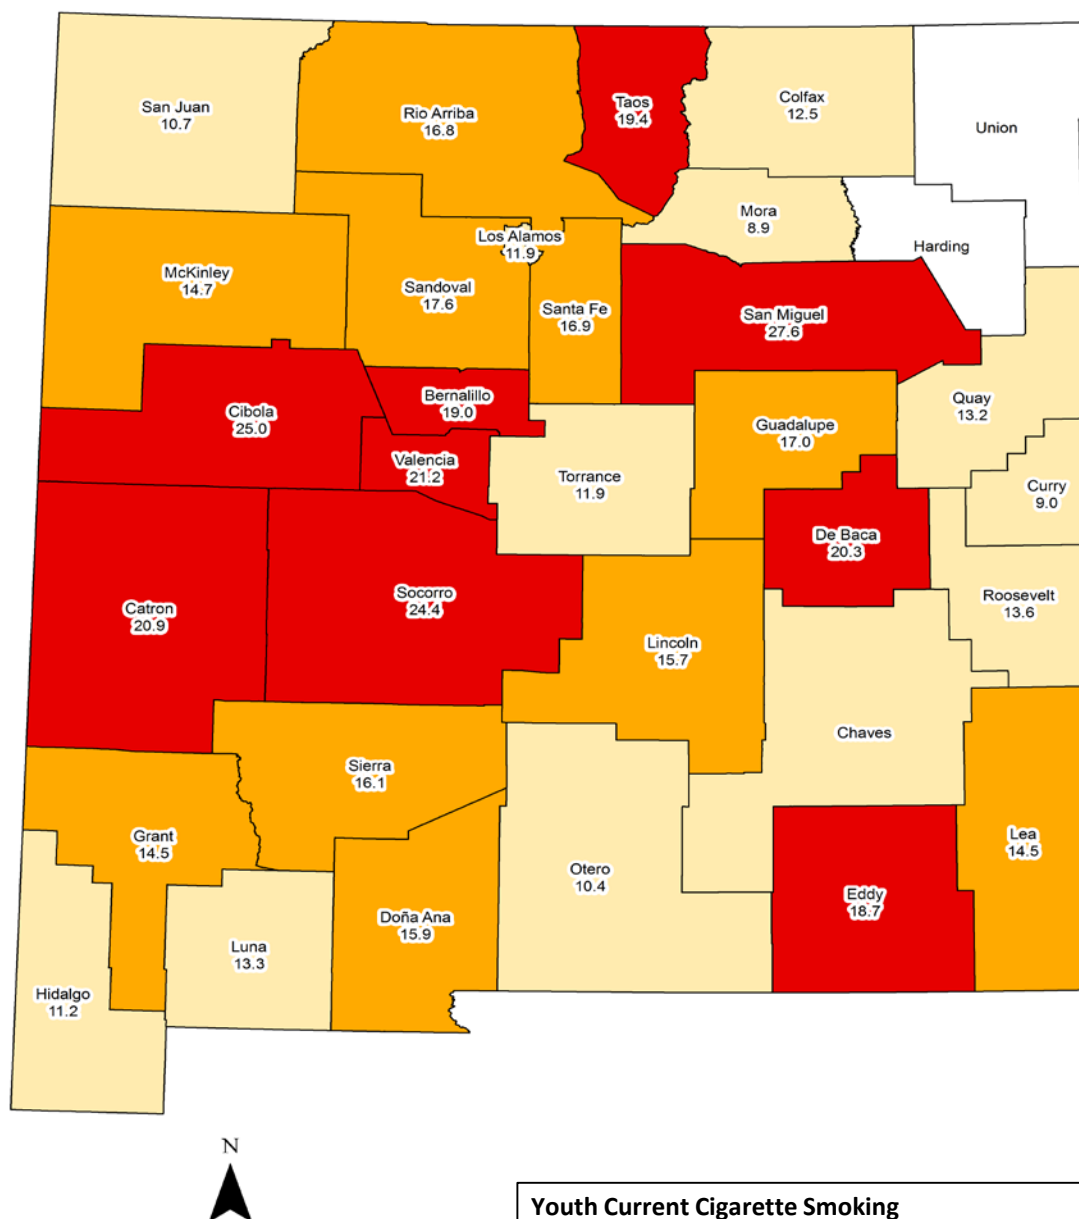 San Juan
10.7
Rio Arriba
16.8
Taos
19.4
Colfax
12.5
Union
Mora
8.9
Harding
Los Alamos
11.9
McKinley
14.7
Sandoval
17.6
Santa Fe
16.9
San Miguel
27.6
Bernalillo
19.0
Cibola
25.0
Quay
13.2
Guadalupe
17.0
Valencia
21.2
Torrance
11.9
Curry
9.0
De Baca
20.3
Roosevelt
13.6
Catron
20.9
Socorro
24.4
Lincoln
15.7
Chaves
Sierra
16.1
Grant
14.5
Lea
14.5
Otero
10.4
Eddy
18.7
Doña Ana
15.9
Luna
13.3
Hidalgo
11.2
N
Youth Current Cigarette Smoking